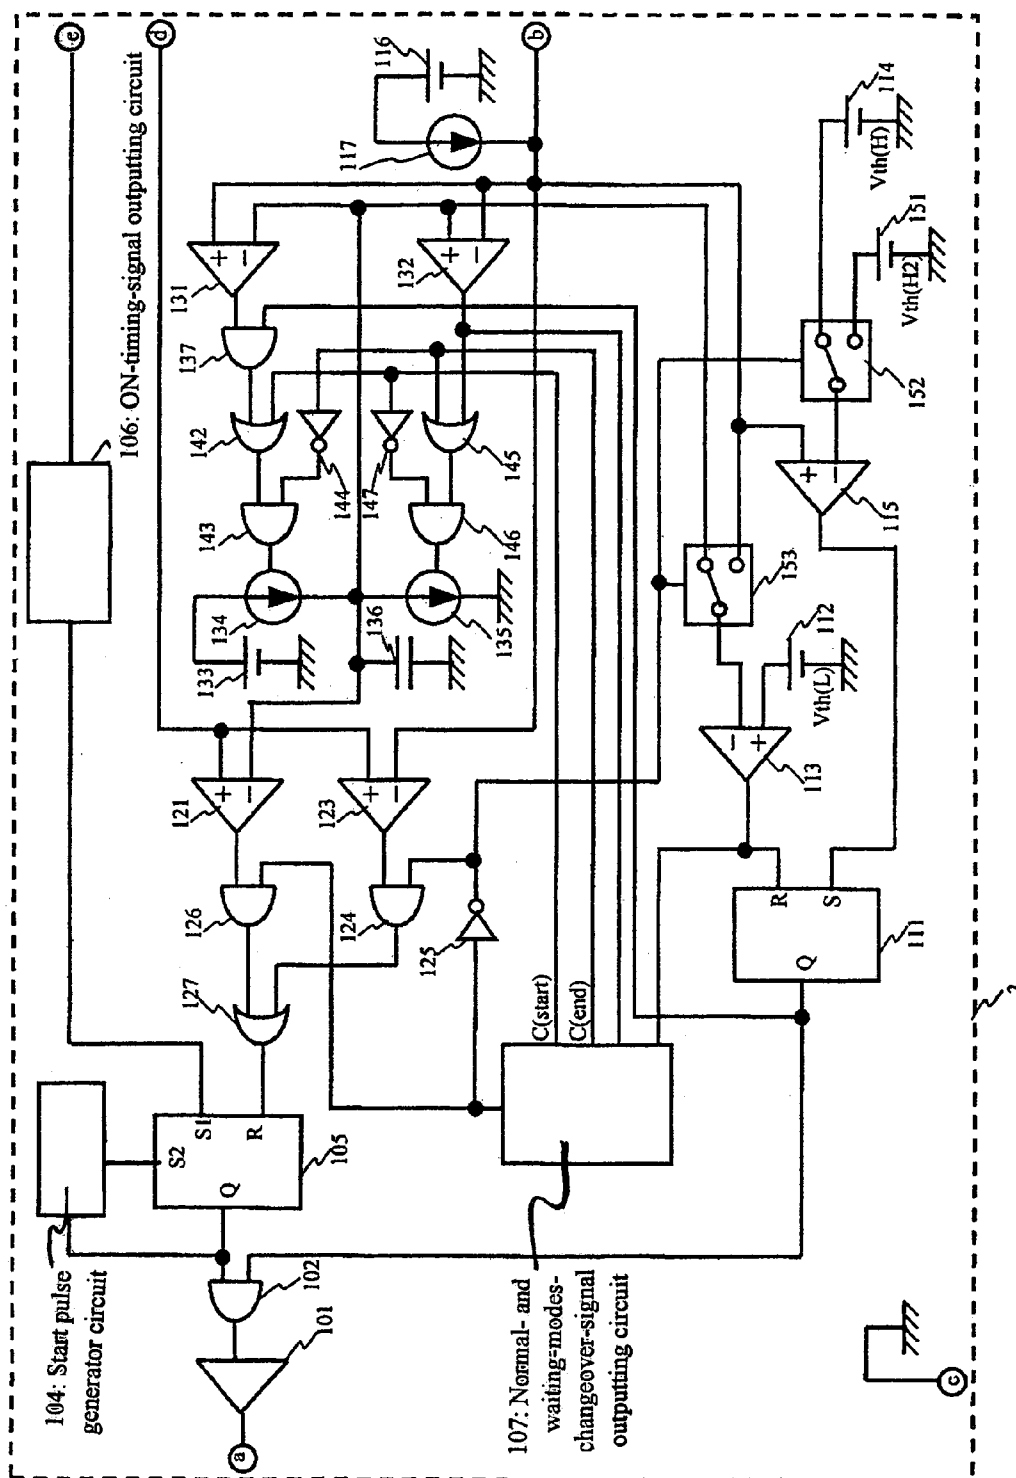 e
106: ON-timing-signal outputting circuit
d
b
116
117
114
Vth(H)
151
Vth(H2)
152
131
+
−
132
+
−
137
142
144
147
145
143
146
115
+
−
134
135
153
133
136
112
Vth(L)
113
−
+
121
+
−
123
+
−
126
124
125
127
C(start)
C(end)
R
S
Q
111
2
S1
S2
R
Q
105
104: Start pulse
generator circuit
102
101
107: Normal- and
waiting-modes-
changeover-signal
outputting circuit
a
c